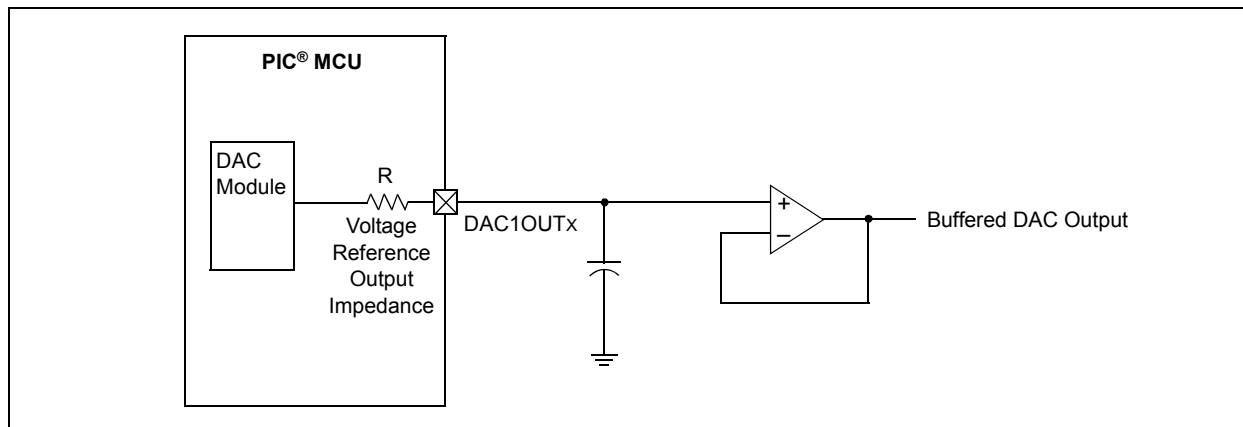 PIC® MCU
DAC
Module
R
Voltage
Reference
Output
Impedance
DAC1OUTX
+
–
Buffered DAC Output